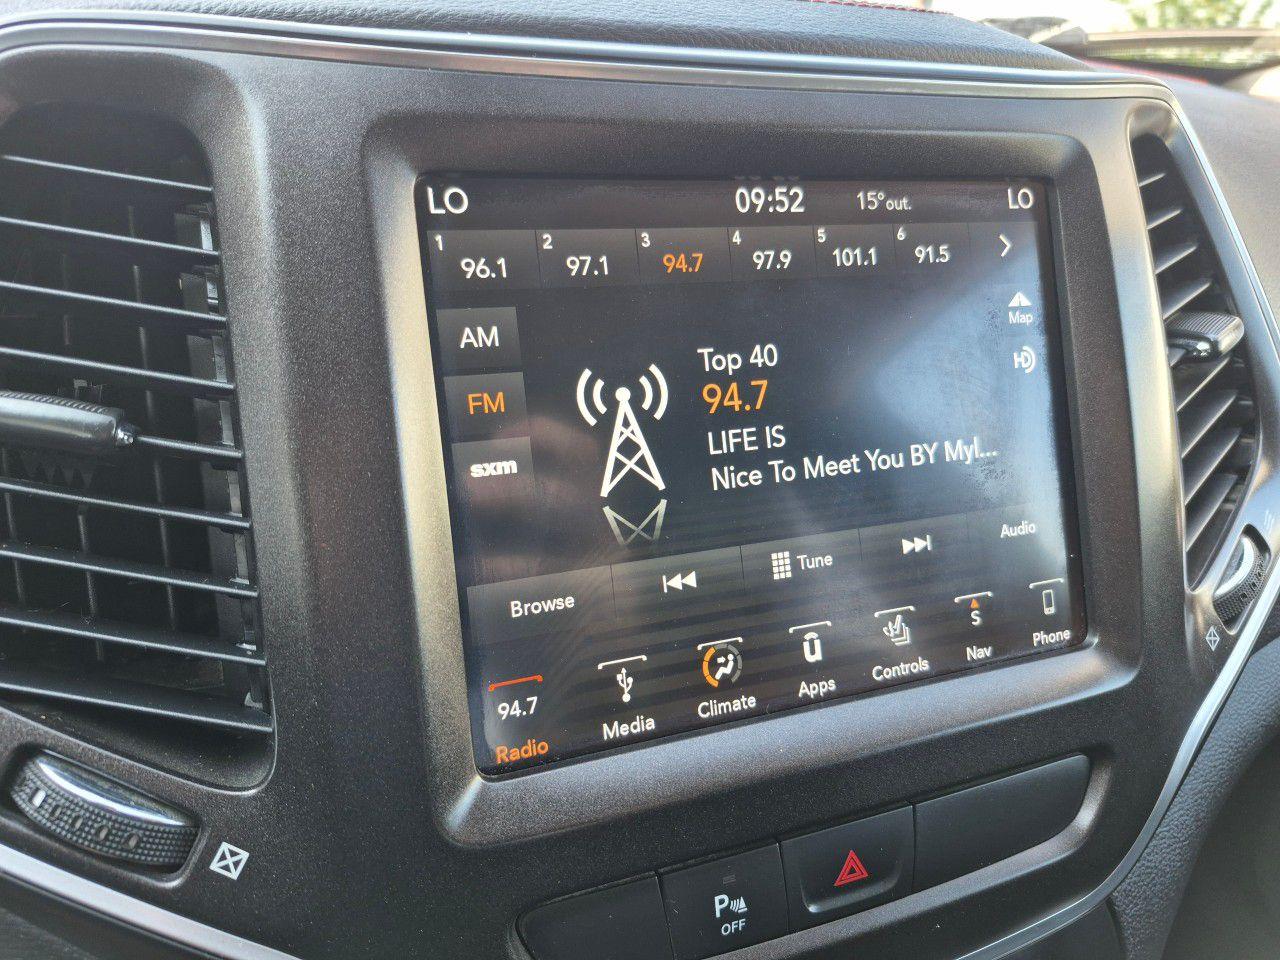 LO 09:52 15°out. LO
1 2 3 4 5 6
96.1 97.1 94.7 97.9 101.1 91.5
Map
AM
HD
Top 40
94.7
FM
LIFE IS
Nice To Meet You BY Myl...
sxm
Browse Tune Audio
94.7 S
Radio Media Climate Apps Controls Nav Phone
P
OFF